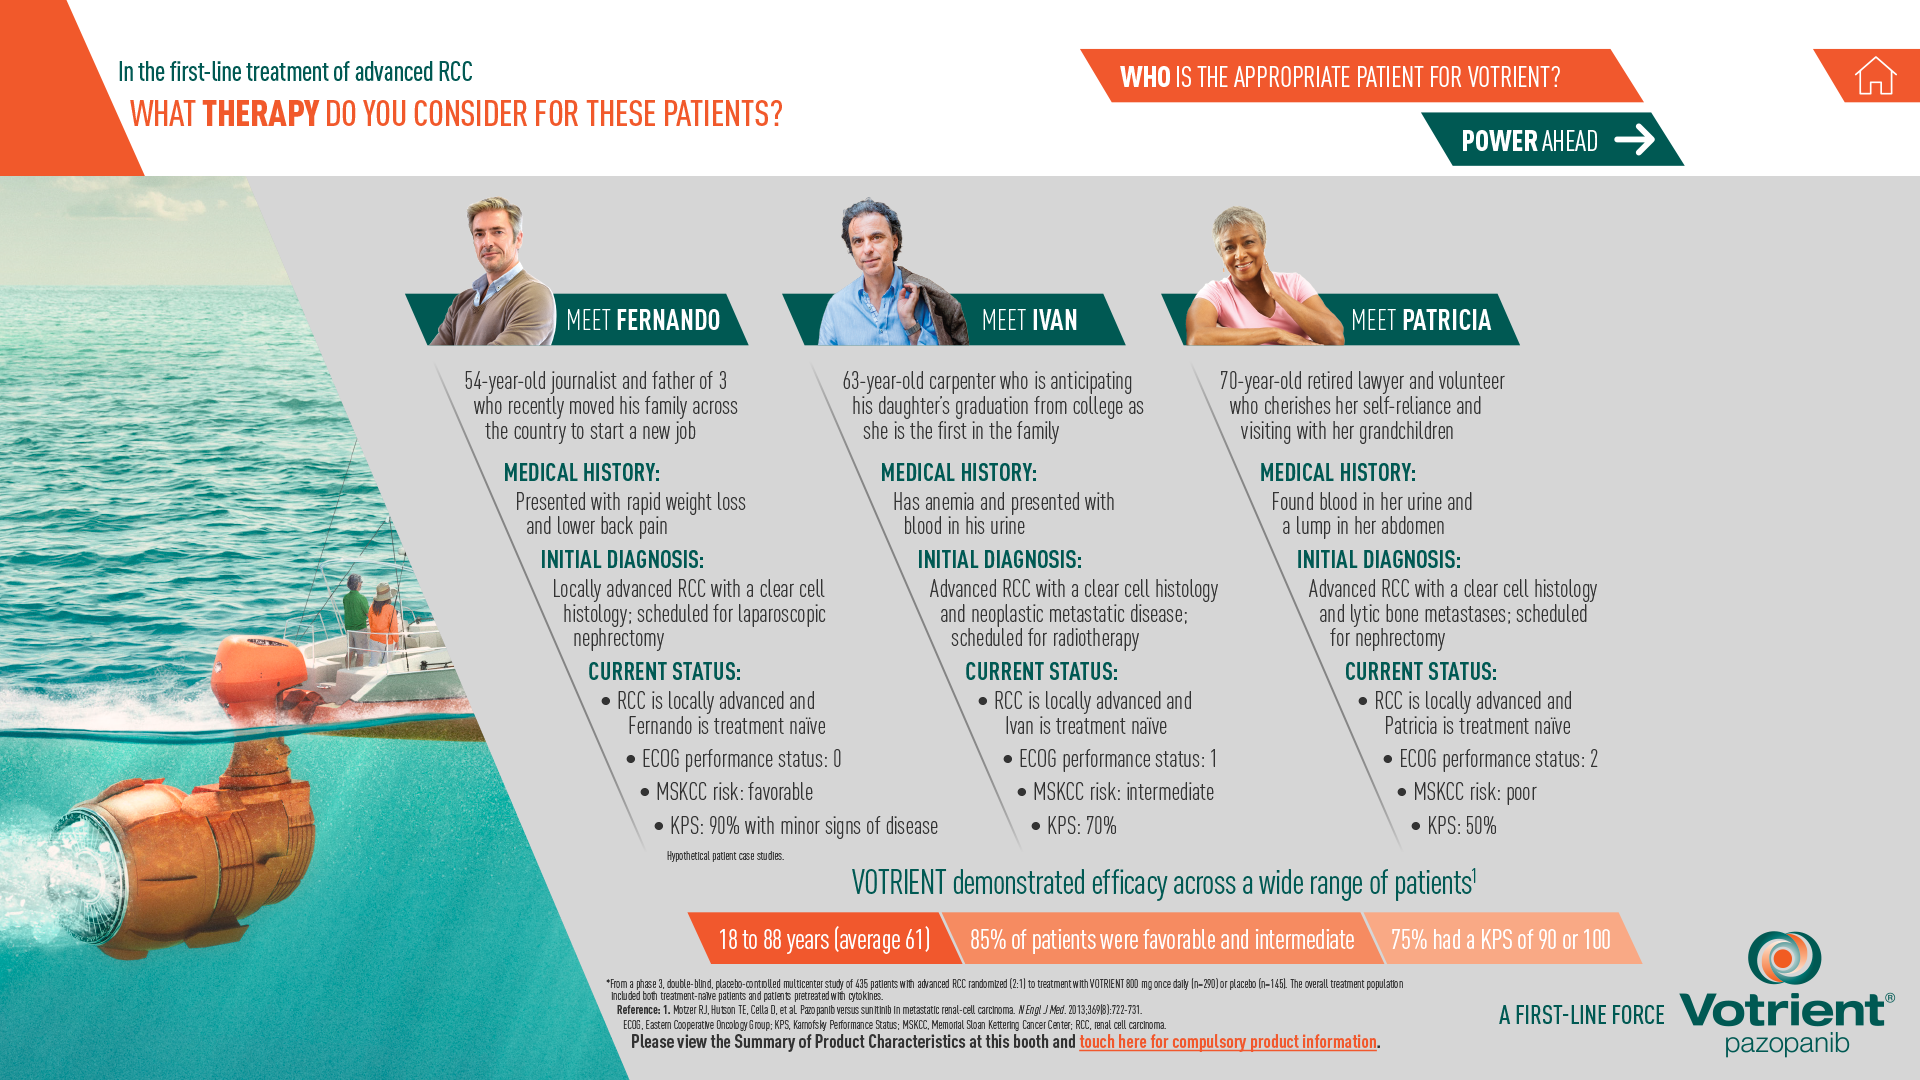 In the first-line treatment of advanced RCC
WHAT THERAPY DO YOU CONSIDER FOR THESE PATIENTS?
WHO IS THE APPROPRIATE PATIENT FOR VOTRIENT?
POWER AHEAD
MEET FERNANDO
54-year-old journalist and father of 3
who recently moved his family across
the country to start a new job
MEDICAL HISTORY:
Presented with rapid weight loss
and lower back pain
INITIAL DIAGNOSIS:
Locally advanced RCC with a clear cell
histology; scheduled for laparoscopic
nephrectomy
CURRENT STATUS:
• RCC is locally advanced and
Fernando is treatment naïve
• ECOG performance status: 0
• MSKCC risk: favorable
• KPS: 90% with minor signs of disease
Hypothetical patient case studies.
MEET IVAN
63-year-old carpenter who is anticipating
his daughter's graduation from college as
she is the first in the family
MEDICAL HISTORY:
Has anemia and presented with
blood in his urine
INITIAL DIAGNOSIS:
Advanced RCC with a clear cell histology
and neoplastic metastatic disease;
scheduled for radiotherapy
CURRENT STATUS:
• RCC is locally advanced and
Ivan is treatment naïve
• ECOG performance status: 1
• MSKCC risk: intermediate
• KPS: 70%
MEET PATRICIA
70-year-old retired lawyer and volunteer
who cherishes her self-reliance and
visiting with her grandchildren
MEDICAL HISTORY:
Found blood in her urine and
a lump in her abdomen
INITIAL DIAGNOSIS:
Advanced RCC with a clear cell histology
and lytic bone metastases; scheduled
for nephrectomy
CURRENT STATUS:
• RCC is locally advanced and
Patricia is treatment naïve
• ECOG performance status: 2
• MSKCC risk: poor
• KPS: 50%
VOTRIENT demonstrated efficacy across a wide range of patients1
18 to 88 years (average 61)
85% of patients were favorable and intermediate
75% had a KPS of 90 or 100
*From a phase 3, double-blind, placebo-controlled multicenter study of 435 patients with advanced RCC randomized (2:1) to treatment with VOTRIENT 800 mg once daily (n=290) or placebo (n=145). The overall treatment population
included both treatment-naïve patients and patients pretreated with cytokines.
Reference: 1. Motzer RJ, Hutson TE, Cella D, et al. Pazopanib versus sunitinib in metastatic renal-cell carcinoma. N Engl J Med. 2013;369(8):722-731.
ECOG, Eastern Cooperative Oncology Group; KPS, Karnofsky Performance Status; MSKCC, Memorial Sloan Kettering Cancer Center; RCC, renal cell carcinoma.
Please view the Summary of Product Characteristics at this booth and touch here for compulsory product information.
A FIRST-LINE FORCE
Votrient®
pazopanib